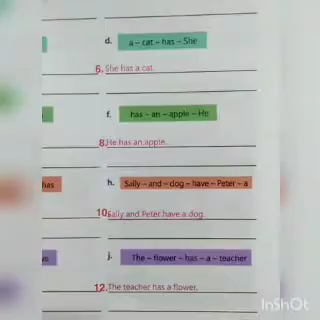 d. a – cat – has – She
6. She has a cat.
f. has – an – apple – He
8. He has an apple.
has
h. Sally – and – dog – have – Peter – a
10. Sally and Peter have a dog.
j. The – flower – has – a – teacher
12. The teacher has a flower.
InShOt